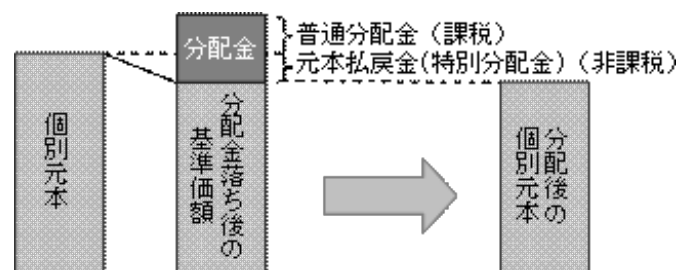 分配金
普通分配金（課税）
元本払戻金(特別分配金)（非課税）
個別元本
分配金落ち後の
基準価額
分配後の
個別元本